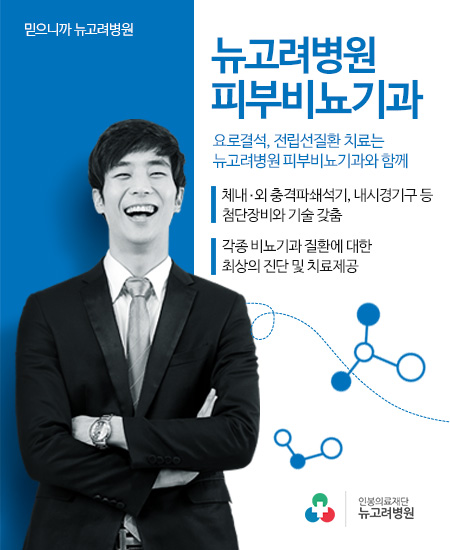 믿으니까 뉴고려병원
뉴고려병원
피부비뇨기과
요로결석, 전립선질환 치료는
뉴고려병원 피부비뇨기과와 함께
체내·외 충격파쇄석기, 내시경기구 등
첨단장비와 기술 갖춤
각종 비뇨기과 질환에 대한
최상의 진단 및 치료제공
인봉의료재단
뉴고려병원